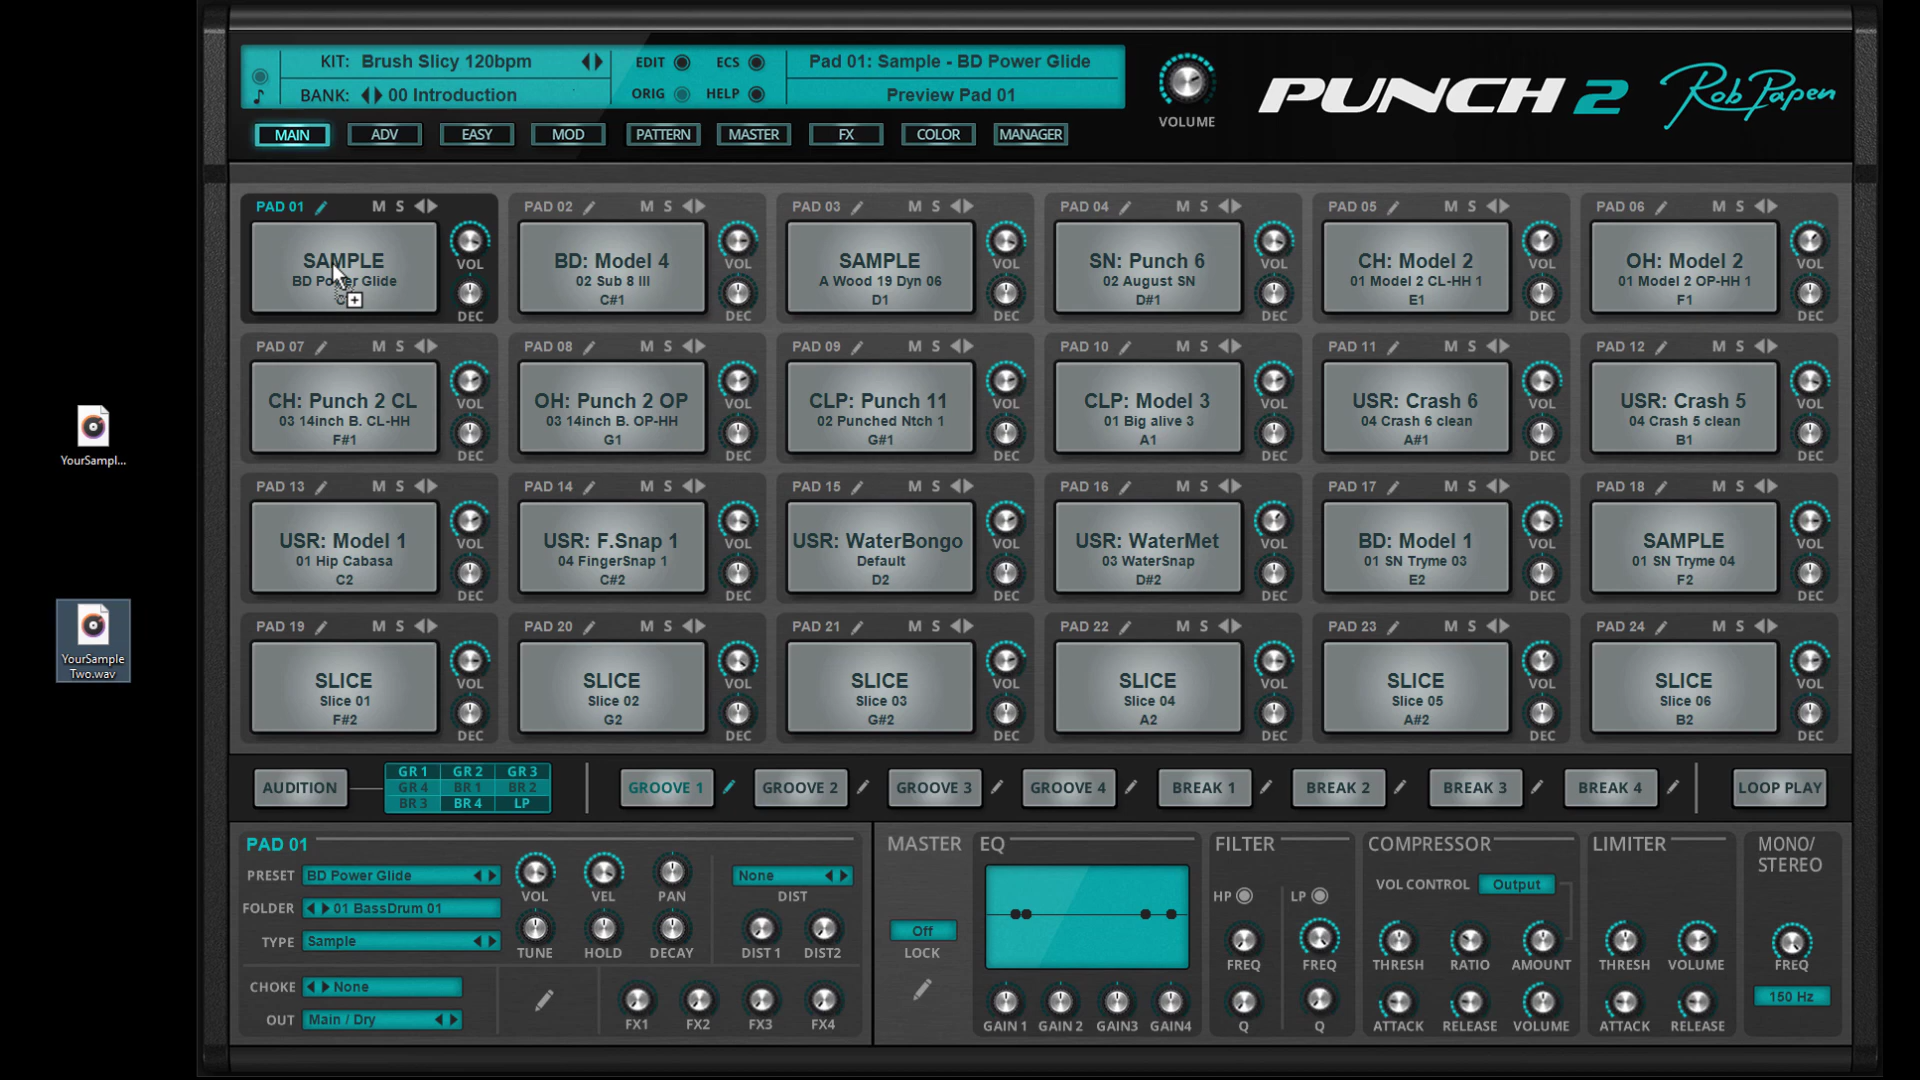 KIT: Brush Slicy 120bpm
BANK: 00 Introduction
EDIT ECS
ORIG HELP
Pad 01: Sample - BD Power Glide
Preview Pad 01
VOLUME
PUNCH 2
Rob Papen
MAIN ADV EASY MOD PATTERN MASTER FX COLOR MANAGER
PAD 01 M S
SAMPLE
BD Power Glide
VOL
DEC
PAD 02 M S
BD: Model 4
02 Sub 8 III
C#1
VOL
DEC
PAD 03 M S
SAMPLE
A Wood 19 Dyn 06
D1
VOL
DEC
PAD 04 M S
SN: Punch 6
02 August SN
D#1
VOL
DEC
PAD 05 M S
CH: Model 2
01 Model 2 CL-HH 1
E1
VOL
DEC
PAD 06 M S
OH: Model 2
01 Model 2 OP-HH 1
F1
VOL
DEC
PAD 07 M S
CH: Punch 2 CL
03 14inch B. CL-HH
F#1
VOL
DEC
PAD 08 M S
OH: Punch 2 OP
03 14inch B. OP-HH
G1
VOL
DEC
PAD 09 M S
CLP: Punch 11
02 Punched Ntch 1
G#1
VOL
DEC
PAD 10 M S
CLP: Model 3
01 Big alive 3
A1
VOL
DEC
PAD 11 M S
USR: Crash 6
04 Crash 6 clean
A#1
VOL
DEC
PAD 12 M S
USR: Crash 5
04 Crash 5 clean
B1
VOL
DEC
YourSampl...
PAD 13 M S
USR: Model 1
01 Hip Cabasa
C2
VOL
DEC
PAD 14 M S
USR: F.Snap 1
04 FingerSnap 1
C#2
VOL
DEC
PAD 15 M S
USR: WaterBongo
Default
D2
VOL
DEC
PAD 16 M S
USR: WaterMet
03 WaterSnap
D#2
VOL
DEC
PAD 17 M S
BD: Model 1
01 SN Tryme 03
E2
VOL
DEC
PAD 18 M S
SAMPLE
01 SN Tryme 04
F2
VOL
DEC
YourSample
Two.wav
PAD 19 M S
SLICE
Slice 01
F#2
VOL
DEC
PAD 20 M S
SLICE
Slice 02
G2
VOL
DEC
PAD 21 M S
SLICE
Slice 03
G#2
VOL
DEC
PAD 22 M S
SLICE
Slice 04
A2
VOL
DEC
PAD 23 M S
SLICE
Slice 05
A#2
VOL
DEC
PAD 24 M S
SLICE
Slice 06
B2
VOL
DEC
AUDITION
GR 1 GR 2 GR 3
GR 4 BR 1 BR 2
BR 3 BR 4 LP
GROOVE 1 GROOVE 2 GROOVE 3 GROOVE 4 BREAK 1 BREAK 2 BREAK 3 BREAK 4 LOOP PLAY
PAD 01
PRESET BD Power Glide
FOLDER 01 BassDrum 01
TYPE Sample
CHOKE None
OUT Main / Dry
VOL VEL PAN
TUNE HOLD DECAY
None
DIST
DIST 1 DIST2
FX1 FX2 FX3 FX4
MASTER
Off
LOCK
EQ
GAIN 1 GAIN 2 GAIN3 GAIN4
FILTER
HP LP
FREQ FREQ
Q Q
COMPRESSOR
VOL CONTROL Output
THRESH RATIO AMOUNT
ATTACK RELEASE VOLUME
LIMITER
THRESH VOLUME
ATTACK RELEASE
MONO/
STEREO
FREQ
150 Hz